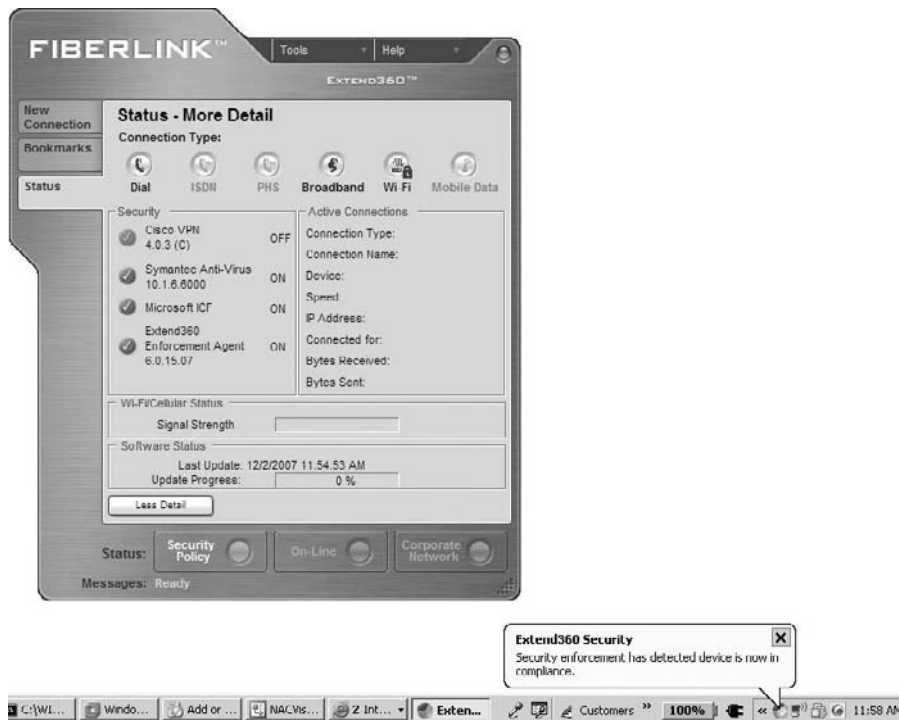 FIBERLINK™
Tools
Help
EXTEND360™
New Connection
Bookmarks
Status
Status - More Detail
Connection Type:
Dial
ISDN
PHS
Broadband
Wi Fi
Mobile Data
Security
Cisco VPN
4.0.3 (C)
OFF
Symantec Anti-Virus
10.1.6.6000
ON
Microsoft ICF
ON
Extend360
Enforcement Agent
6.0.15.07
ON
Active Connections
Connection Type:
Connection Name:
Device:
Speed
IP Address:
Connected for:
Bytes Received:
Bytes Sent:
Wi-Fi/Cellular Status
Signal Strength
Software Status
Last Update: 12/2/2007 11.54.53 AM
Update Progress:
0 %
Less Detail
Status:
Security Policy
On-Line
Corporate Network
Messages: Ready
Extend360 Security
Security enforcement has detected device is now in
compliance.
C:\WI...
Windo...
Add or ...
NACVis...
2 Int...
Exten...
Customers
»
100%
«
11:58 AM